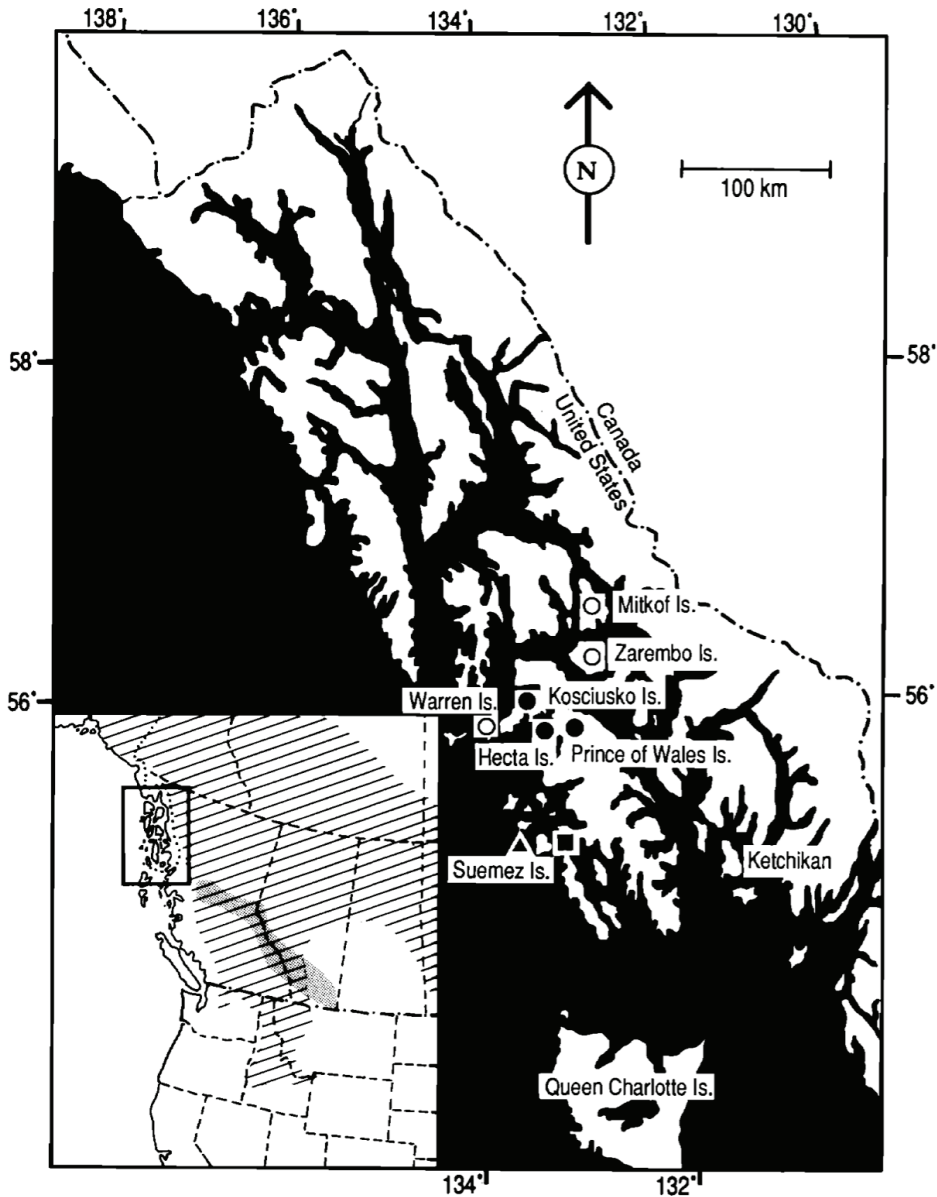 138° 136° 134° 132° 130°
N
100 km
58° 58°
Canada
United States
Mitkof Is.
Zarembo Is.
56° 56°
Warren Is. Kosciusko Is.
Hecta Is. Prince of Wales Is.
Suemez Is. Ketchikan
Queen Charlotte Is.
134° 132°